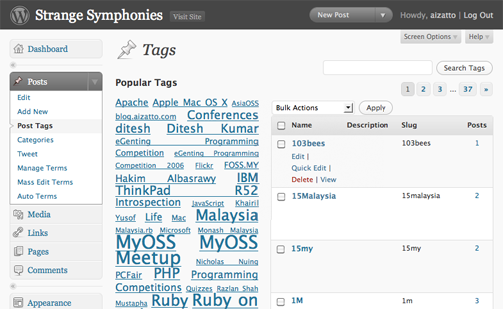 Strange Symphonies Visit Site New Post Howdy, aizatto | Log Out
Screen Options Help
Dashboard
Posts
Edit
Add New
Post Tags
Categories
Tweet
Manage Terms
Mass Edit Terms
Auto Terms
Media
Links
Pages
Comments
Appearance
Tags
Search Tags
Popular Tags
Apache Apple Mac OS X AsiaOSS
blog.aizatto.com Conferences
ditesh Ditesh Kumar
eGenting Programming
Competition eGenting Programming
Competition 2006 Flickr FOSS.MY
Hakim Albasrawy IBM
ThinkPad R52
Introspection JavaScript Khairil
Yusof Life Mac Malaysia
Malaysia.rb Microsoft Monash Malaysia
MyOSS MyOSS
Meetup Nicholas Nuing
PCFair PHP Programming
Competitions Quizzes Razlan Shah
Mustapha Ruby Ruby on
1 2 3 ... 37 »
Bulk Actions Apply
Name Description Slug Posts
103bees 103bees 1
Edit |
Quick Edit |
Delete | View
15Malaysia 15malaysia 2
15my 15my 2
1M 1m 3